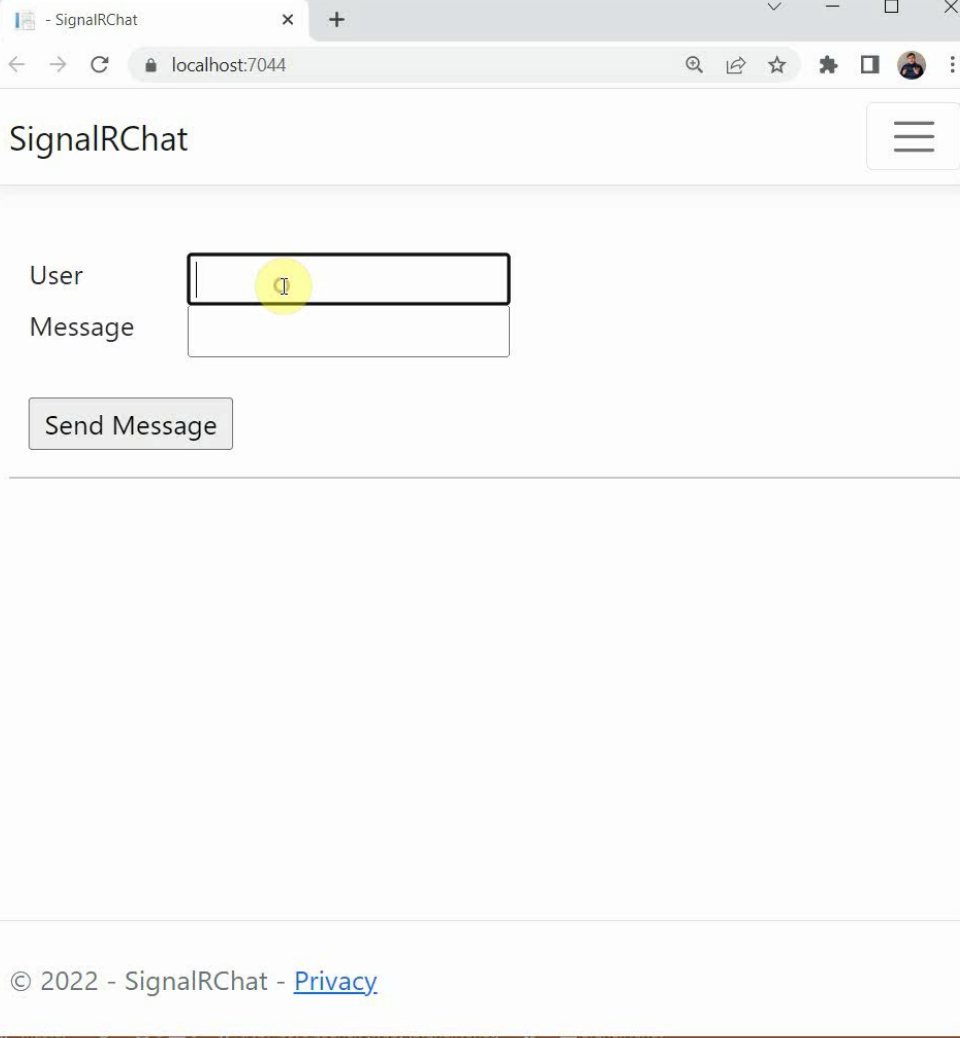 - SignalRChat
localhost:7044
SignalRChat
User
Message
Send Message
© 2022 - SignalRChat - Privacy